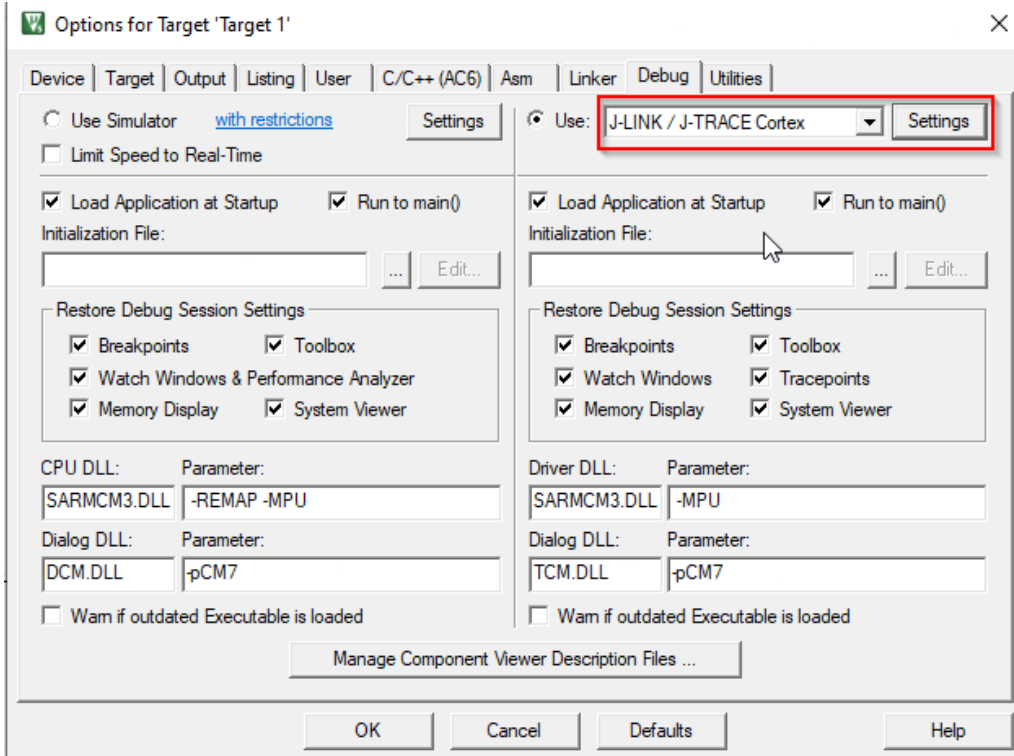 Options for Target 'Target 1'
Device Target Output Listing User C/C++ (AC6) Asm Linker Debug Utilities
Use Simulator with restrictions Settings
Limit Speed to Real-Time
Use: J-LINK / J-TRACE Cortex Settings
Load Application at Startup Run to main()
Initialization File:
... Edit...
Restore Debug Session Settings
Breakpoints Toolbox
Watch Windows & Performance Analyzer
Memory Display System Viewer
CPU DLL: Parameter:
SARMCM3.DLL -REMAP -MPU
Dialog DLL: Parameter:
DCM.DLL -pCM7
Warn if outdated Executable is loaded
Load Application at Startup Run to main()
Initialization File:
... Edit...
Restore Debug Session Settings
Breakpoints Toolbox
Watch Windows Tracepoints
Memory Display System Viewer
Driver DLL: Parameter:
SARMCM3.DLL -MPU
Dialog DLL: Parameter:
TCM.DLL -pCM7
Warn if outdated Executable is loaded
Manage Component Viewer Description Files ...
OK Cancel Defaults Help